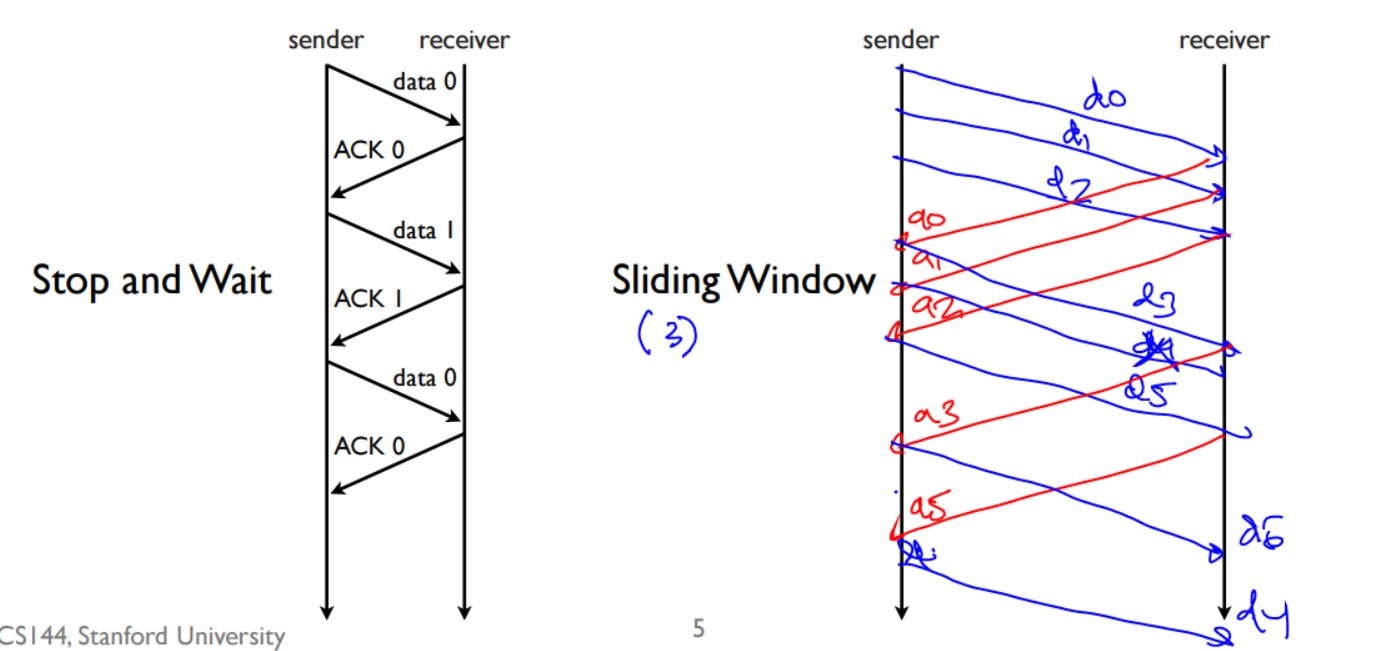 sender receiver
data 0
ACK 0
data 1
ACK 1
data 0
ACK 0
Stop and Wait
sender receiver
d0
d1
d2
a0
a1
a2
d3
d5
a3
a5
d6
d4
Sliding Window
(3)
CS144, Stanford University
5